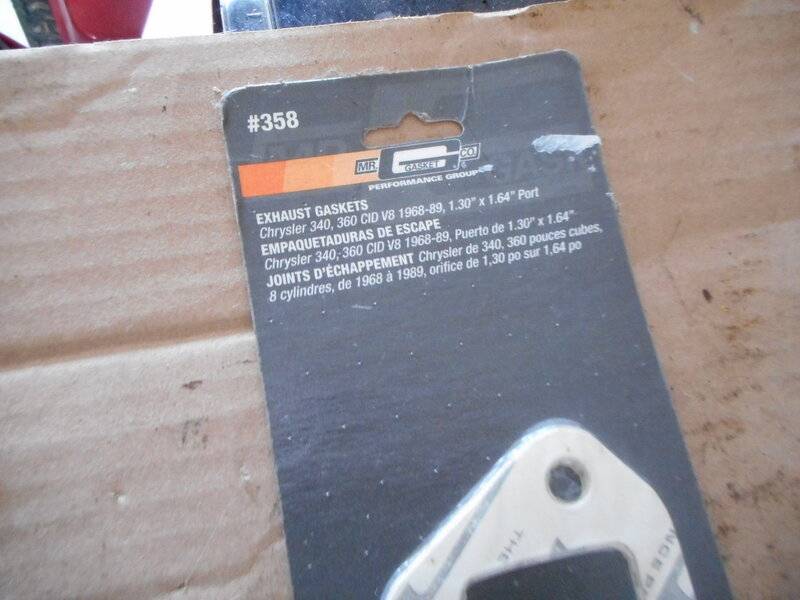 #358
MR. GASKET CO.
PERFORMANCE GROUP
EXHAUST GASKETS
Chrysler 340, 360 CID V8 1968-89, 1.30" x 1.64" Port
EMPAQUETADURAS DE ESCAPE
Chrysler 340, 360 CID V8 1968-89, Puerto de 1.30" x 1.64"
JOINTS D'ÉCHAPPEMENT Chrysler de 340, 360 pouces cubes,
8 cylindres, de 1968 à 1989, orifice de 1,30 po sur 1,64 po
THE